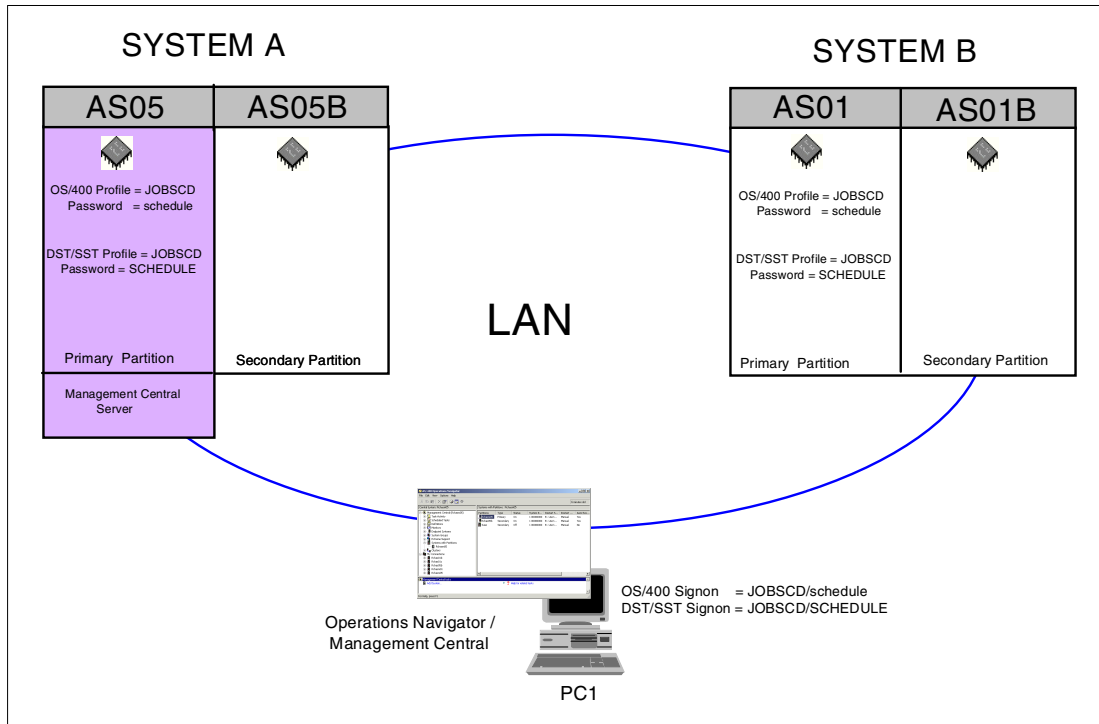 SYSTEM A
AS05
AS05B
OS/400 Profile = JOBSCD
Password = schedule
DST/SST Profile = JOBSCD
Password = SCHEDULE
Primary Partition
Secondary Partition
Management Central
Server
SYSTEM B
AS01
AS01B
OS/400 Profile = JOBSCD
Password = schedule
DST/SST Profile = JOBSCD
Password = SCHEDULE
Primary Partition
Secondary Partition
LAN
Operations Navigator /
Management Central
OS/400 Signon = JOBSCD/schedule
DST/SST Signon = JOBSCD/SCHEDULE
PC1